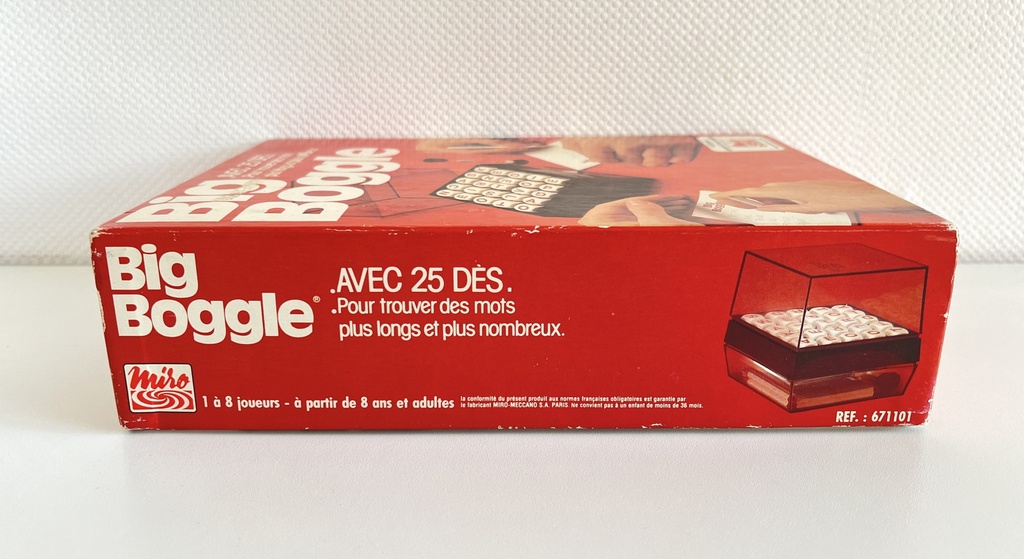 Big
Boggle
Big
Boggle®
.AVEC 25 DÈS.
.Pour trouver des mots
plus longs et plus nombreux.
miro
1 à 8 joueurs - à partir de 8 ans et adultes
la conformité du présent produit aux normes françaises obligatoires est garantie par
le fabricant MIRO-MECCANO S.A. PARIS. Ne convient pas à un enfant de moins de 36 mois.
REF. : 671101